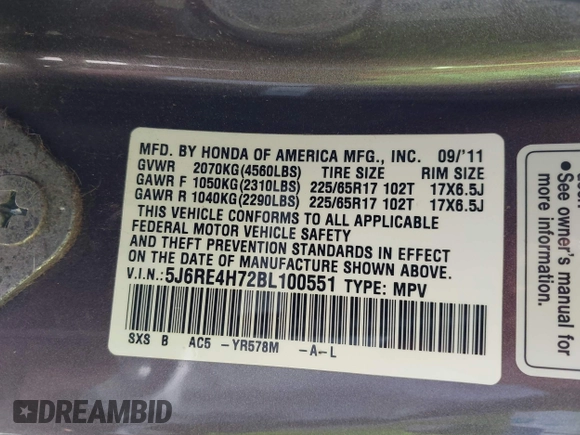 MFD. BY HONDA OF AMERICA MFG., INC. 09/'11
GVWR 2070KG(4560LBS) TIRE SIZE RIM SIZE
GAWR F 1050KG(2310LBS) 225/65R17 102T 17X6.5J
GAWR R 1040KG(2290LBS) 225/65R17 102T 17X6.5J
THIS VEHICLE CONFORMS TO ALL APPLICABLE
FEDERAL MOTOR VEHICLE SAFETY
AND THEFT PREVENTION STANDARDS IN EFFECT
ON THE DATE OF MANUFACTURE SHOWN ABOVE.
V.I.N.: 5J6RE4H72BL100551 TYPE: MPV
SXS B AC5 -YR578M -A-L
See owner's manual for
more information.
DREAMBID